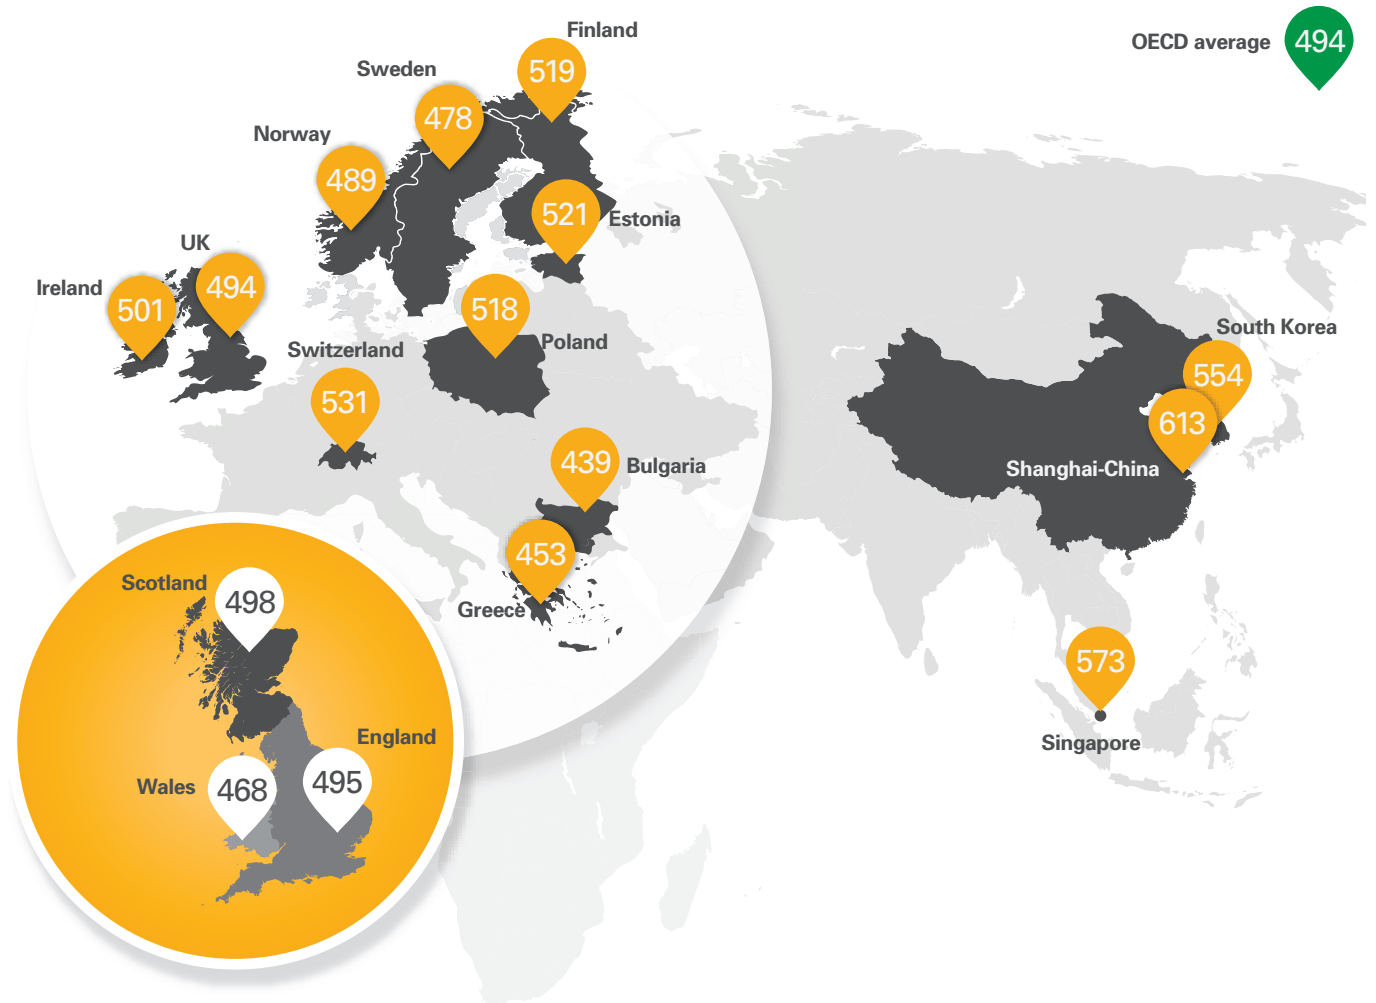 Finland
519
OECD average
494
Sweden
478
Norway
489
521
Estonia
UK
494
Ireland
501
518
Poland
Switzerland
531
South Korea
554
613
Shanghai-China
439
Bulgaria
453
Greece
Scotland
498
573
Singapore
England
495
Wales
468